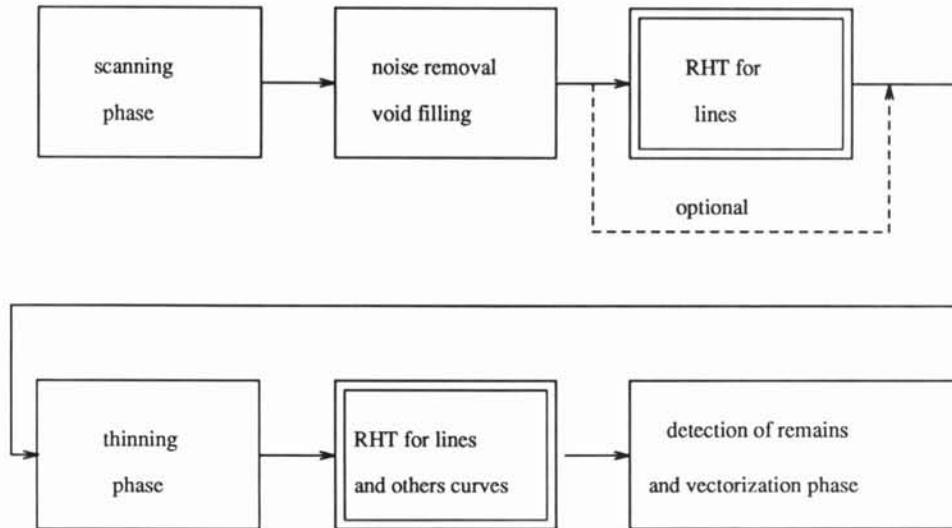 scanning
phase
noise removal
void filling
RHT for
lines
optional
thinning
phase
RHT for lines
and others curves
detection of remains
and vectorization phase